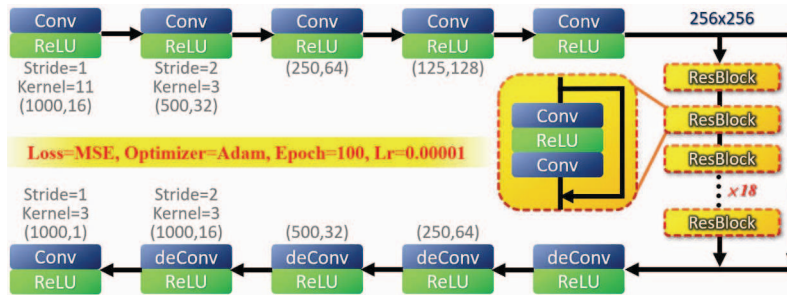 Conv Conv Conv Conv Conv 256x256
ReLU ReLU ReLU ReLU ReLU
Stride=1 Stride=2 (250,64) (125,128)
Kernel=11 Kernel=3
(1000,16) (500,32)
ResBlock
ResBlock
ResBlock
×18
ResBlock
Conv
ReLU
Conv
Loss=MSE, Optimizer=Adam, Epoch=100, Lr=0.00001
Stride=1 Stride=2
Kernel=3 Kernel=3
(1000,1) (1000,16) (500,32) (250,64)
Conv deConv deConv deConv deConv
ReLU ReLU ReLU ReLU ReLU